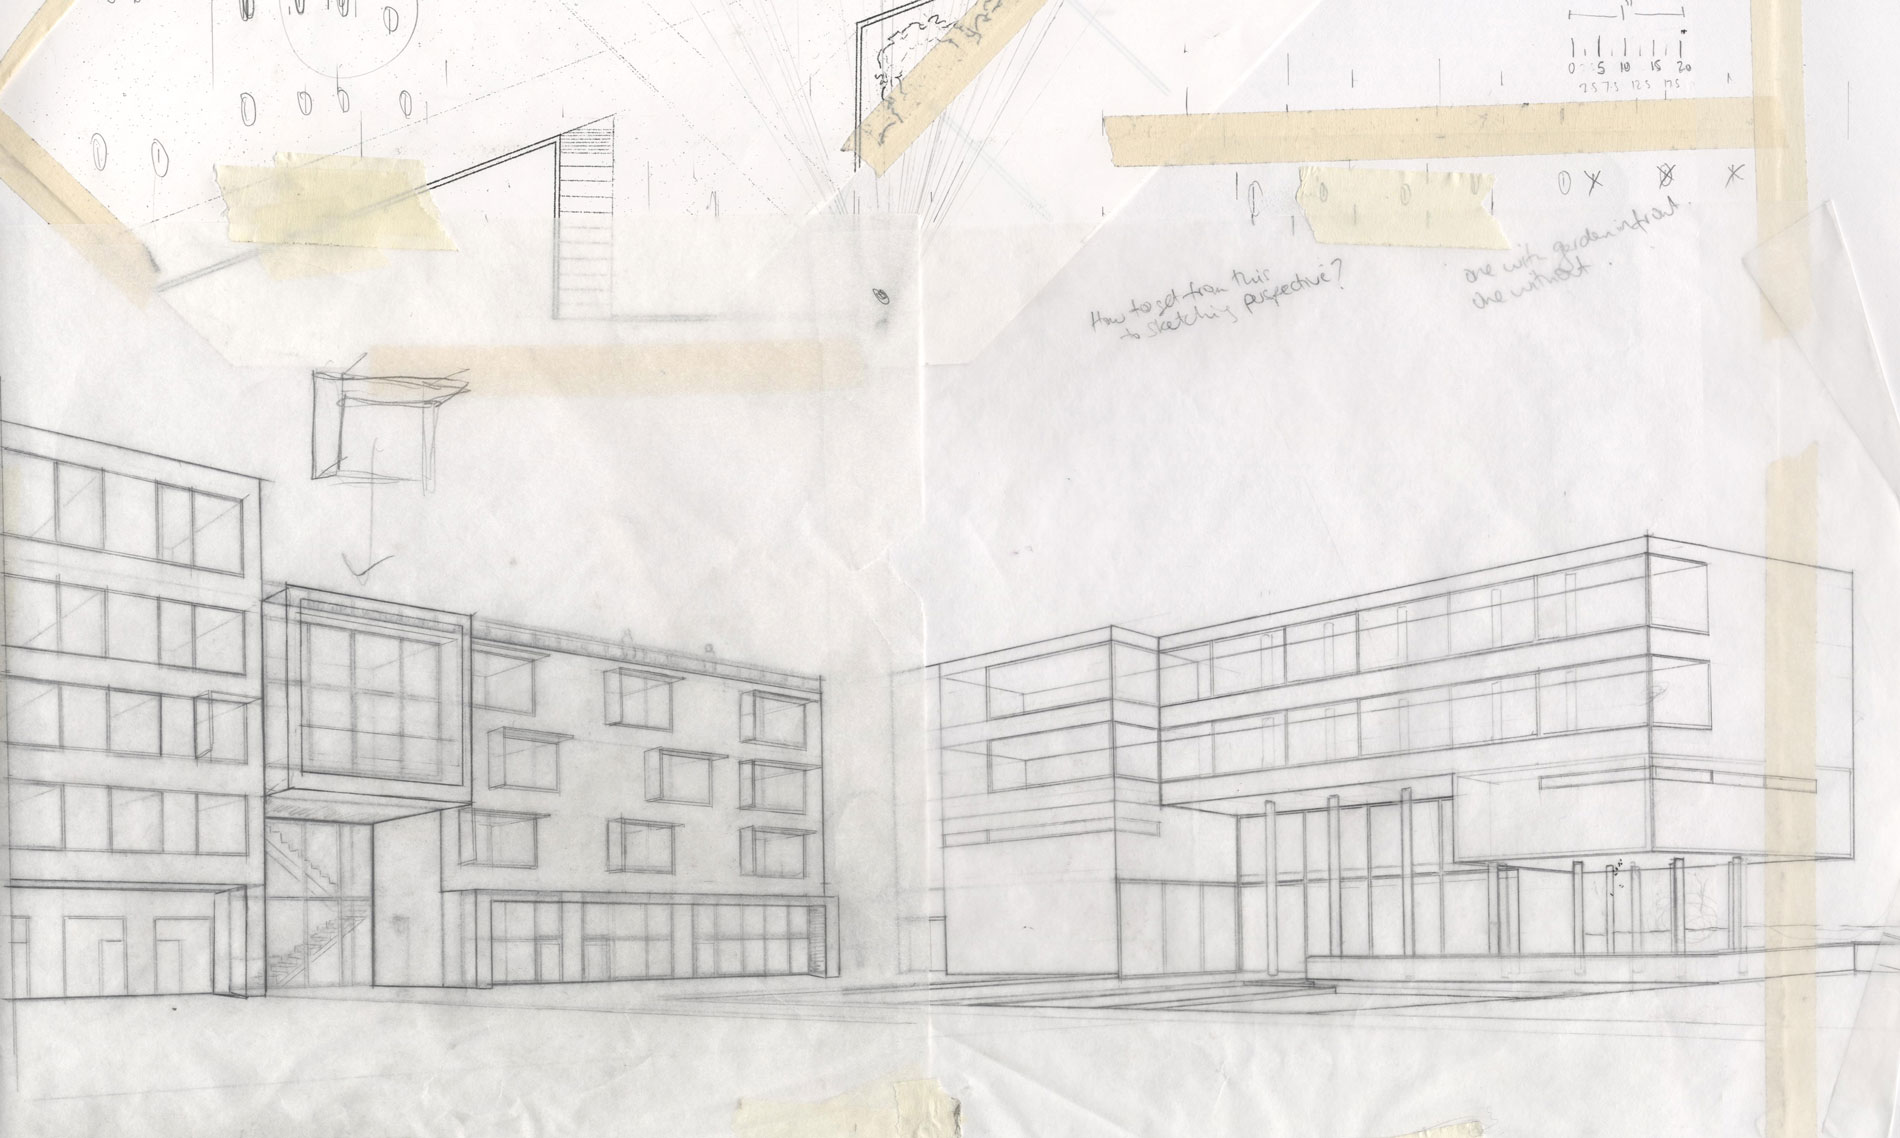 1"
0 5 10 15 20
2.5 7.5 12.5 17.5
How to get from this
to sketching perspective?
one with garden in front.
one without.